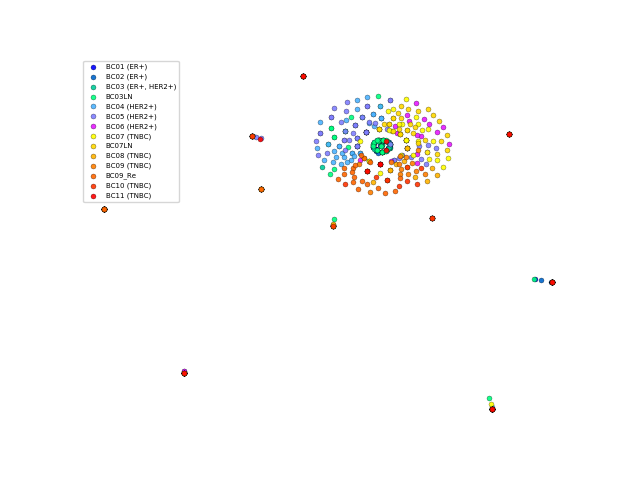 BC01 (ER+)
BC02 (ER+)
BC03 (ER+, HER2+)
BC03LN
BC04 (HER2+)
BC05 (HER2+)
BC06 (HER2+)
BC07 (TNBC)
BC07LN
BC08 (TNBC)
BC09 (TNBC)
BC09_Re
BC10 (TNBC)
BC11 (TNBC)